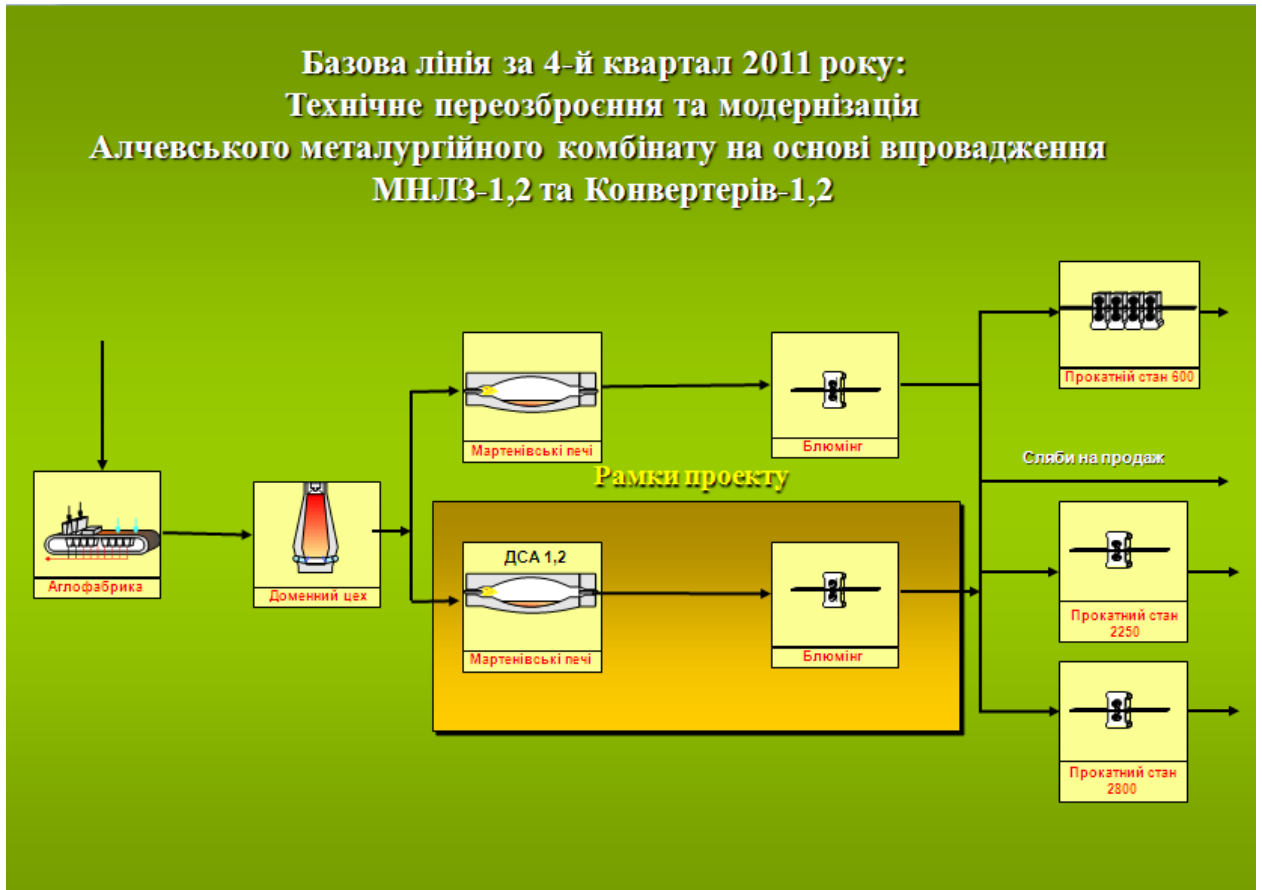 Базова лінія за 4-й квартал 2011 року:
Технічне переозброєння та модернізація
Алчевського металургійного комбінату на основі впровадження
МНЛЗ-1,2 та Конвертерів-1,2
Прокатній стан 600
Мартенівські печі
Блюмінг
Сляби на продаж
Рамки проекту
Аглофабрика
Доменний цех
ДСА 1,2
Мартенівські печі
Блюмінг
Прокатний стан
2250
Прокатний стан
2800